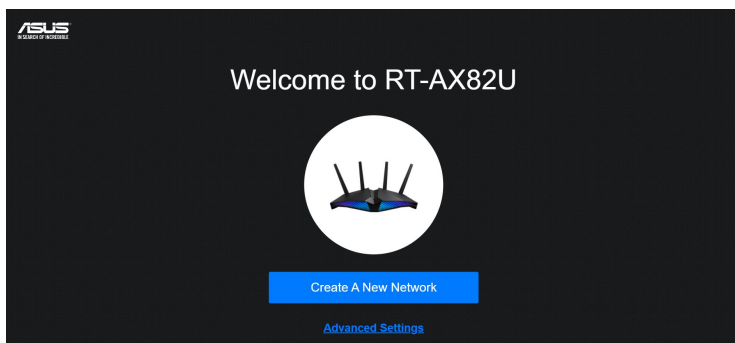 ASUS
IN SEARCH OF INCREDIBLE
Welcome to RT-AX82U
Create A New Network
Advanced Settings